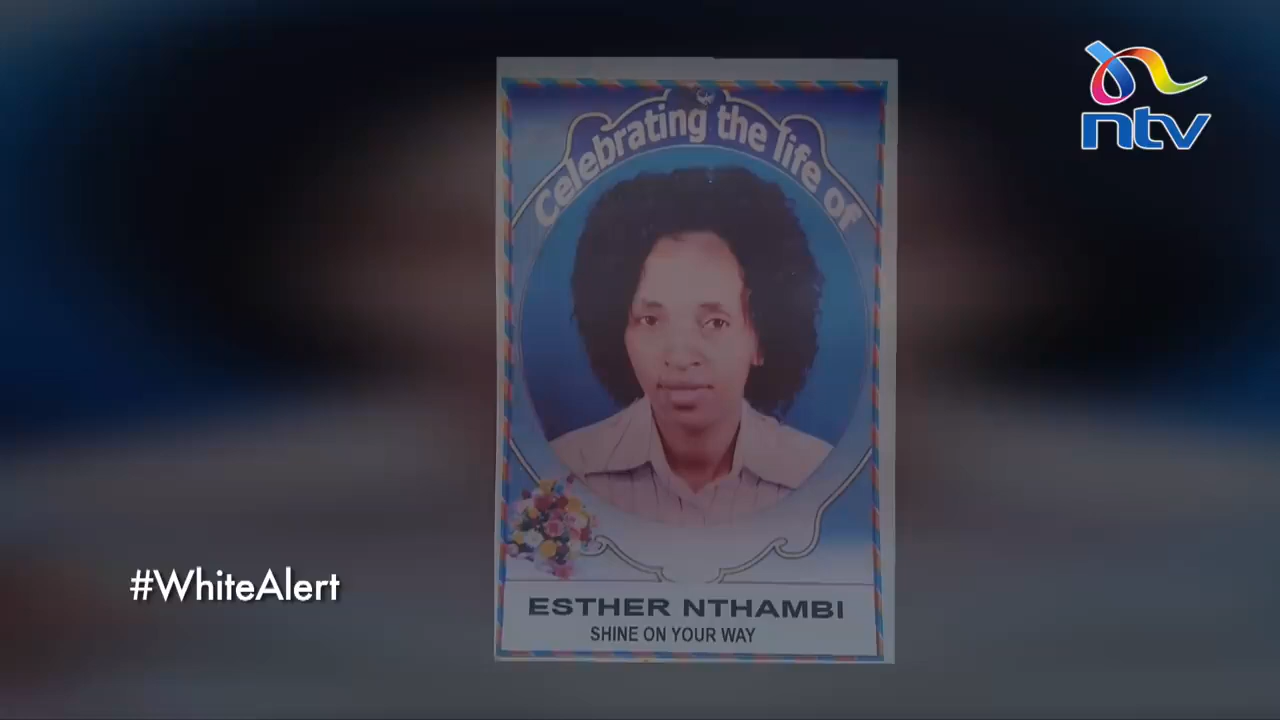 ntv
Celebrating the life of
#WhiteAlert
ESTHER NTHAMBI
SHINE ON YOUR WAY